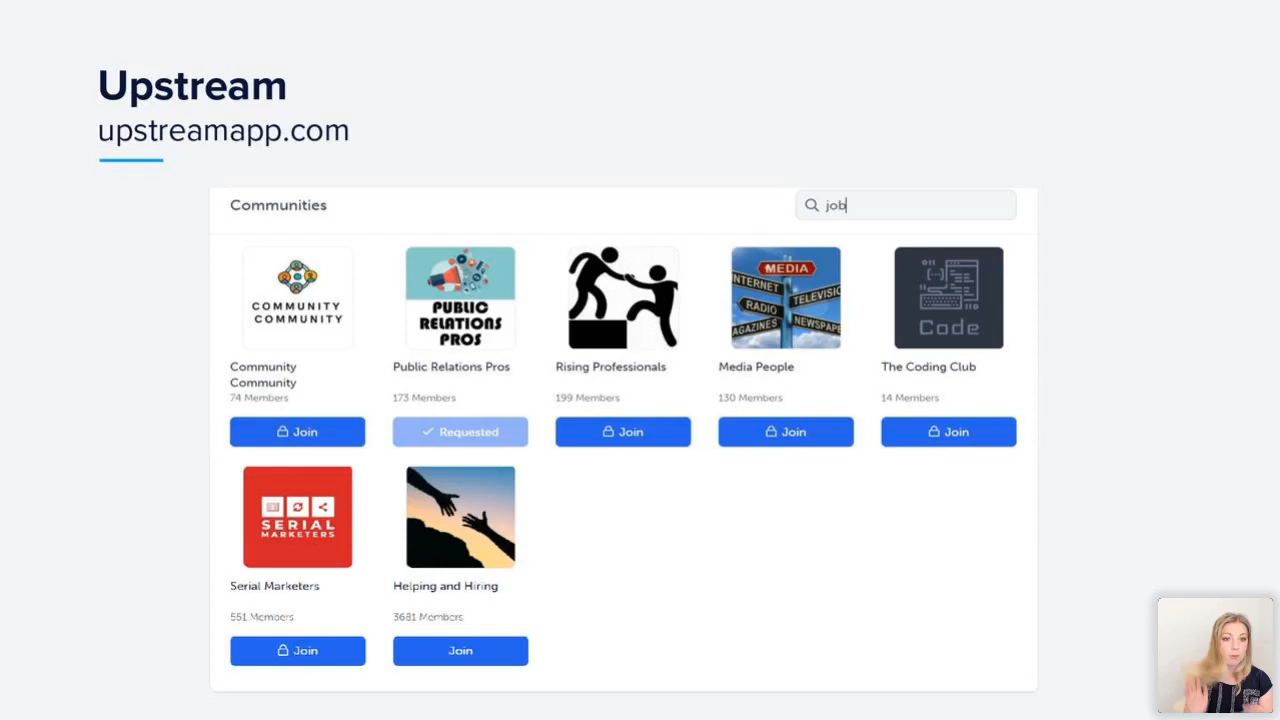 Upstream
upstreamapp.com
Communities
job
COMMUNITY
COMMUNITY
PUBLIC
RELATIONS
PROS
MEDIA
INTERNET
TELEVISI
RADIO
AGAZINES
NEWSPAPE
Code
Community
Community
Public Relations Pros
Rising Professionals
Media People
The Coding Club
74 Members
173 Members
199 Members
130 Members
14 Members
Join
Requested
Join
Join
Join
SERIAL
MARKETERS
Serial Marketers
Helping and Hiring
551 Members
3681 Members
Join
Join